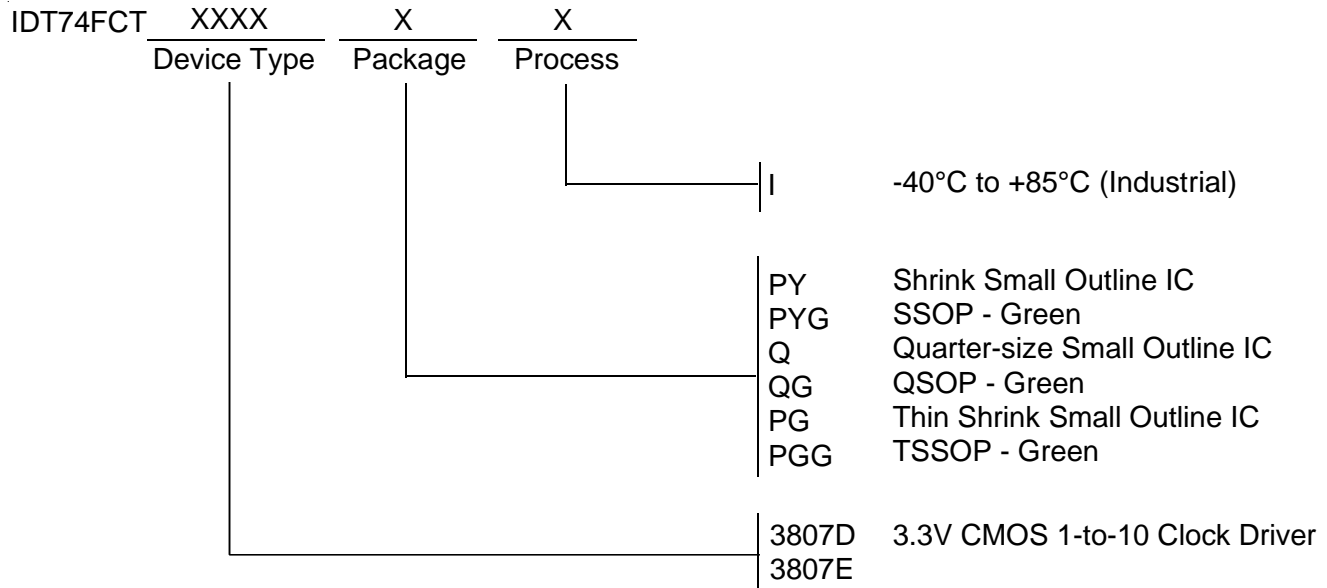 IDT74FCT XXXX X X
Device Type Package Process
I -40°C to +85°C (Industrial)
PY Shrink Small Outline IC
PYG SSOP - Green
Q Quarter-size Small Outline IC
QG QSOP - Green
PG Thin Shrink Small Outline IC
PGG TSSOP - Green
3807D 3.3V CMOS 1-to-10 Clock Driver
3807E